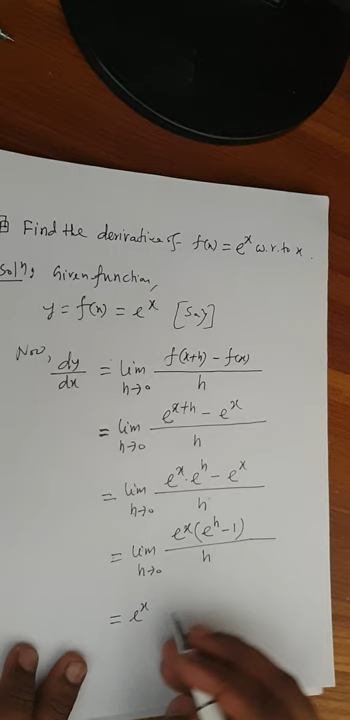 Find the derivative of f(x) = e^x w.r.to x.
Solⁿ, Given function,
y = f(x) = e^x [Say]
Now, dy/dx = lim h→0 f(x+h) - f(x) / h
= lim h→0 e^x+h - e^x / h
= lim h→0 e^x · e^h - e^x / h
= lim h→0 e^x(e^h - 1) / h
= e^x